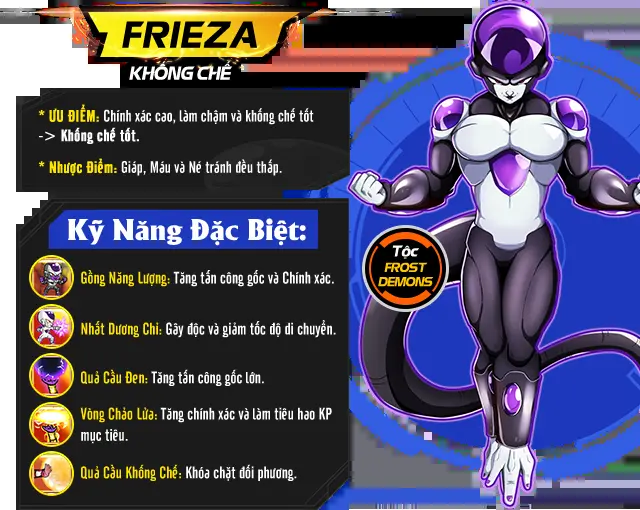 FRIEZA
KHỐNG CHẾ
* ƯU ĐIỂM: Chính xác cao, làm chậm và khống chế tốt
-> Khống chế tốt.
* Nhược Điểm: Giáp, Máu và Né tránh đều thấp.
Kỹ Năng Đặc Biệt:
Gồng Năng Lượng: Tăng tấn công gốc và Chính xác.
Nhất Dương Chỉ: Gây độc và giảm tốc độ di chuyển.
Quả Cầu Đen: Tăng tấn công gốc lớn.
Vòng Chảo Lửa: Tăng chính xác và làm tiêu hao KP
mục tiêu.
Quả Cầu Khống Chế: Khóa chặt đối phương.
Tộc
FROST
DEMONS